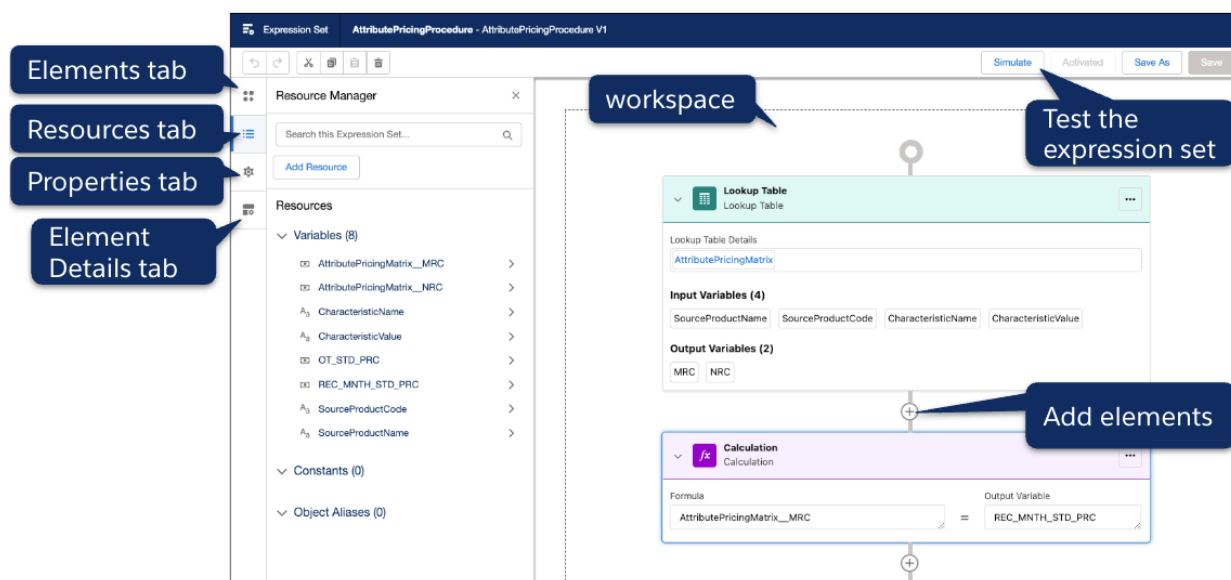 Expression Set
AttributePricingProcedure - AttributePricingProcedure V1
Simulate
Activated
Save As
Save
Elements tab
Resources tab
Properties tab
Element
Details tab
Resource Manager
Search this Expression Set...
Add Resource
Resources
Variables (8)
AttributePricingMatrix__MRC
AttributePricingMatrix__NRC
CharacteristicName
CharacteristicValue
OT_STD_PRC
REC_MNTH_STD_PRC
SourceProductCode
SourceProductName
Constants (0)
Object Aliases (0)
workspace
Test the
expression set
Lookup Table
Lookup Table
Lookup Table Details
AttributePricingMatrix
Input Variables (4)
SourceProductName SourceProductCode CharacteristicName CharacteristicValue
Output Variables (2)
MRC NRC
Add elements
fx
Calculation
Calculation
Formula
AttributePricingMatrix__MRC
=
Output Variable
REC_MNTH_STD_PRC